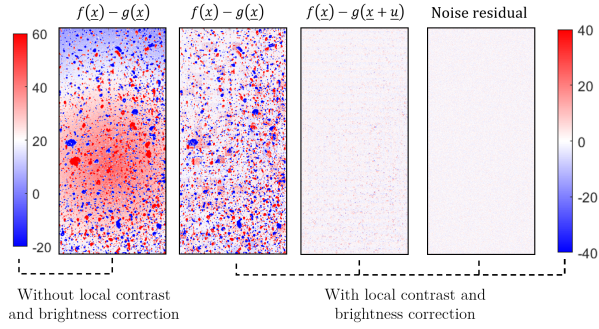 f(x) − g(x)
f(x) − g(x)
f(x) − g(x + u)
Noise residual
60
40
20
0
-20
40
20
0
-20
-40
Without local contrast
and brightness correction
With local contrast and
brightness correction